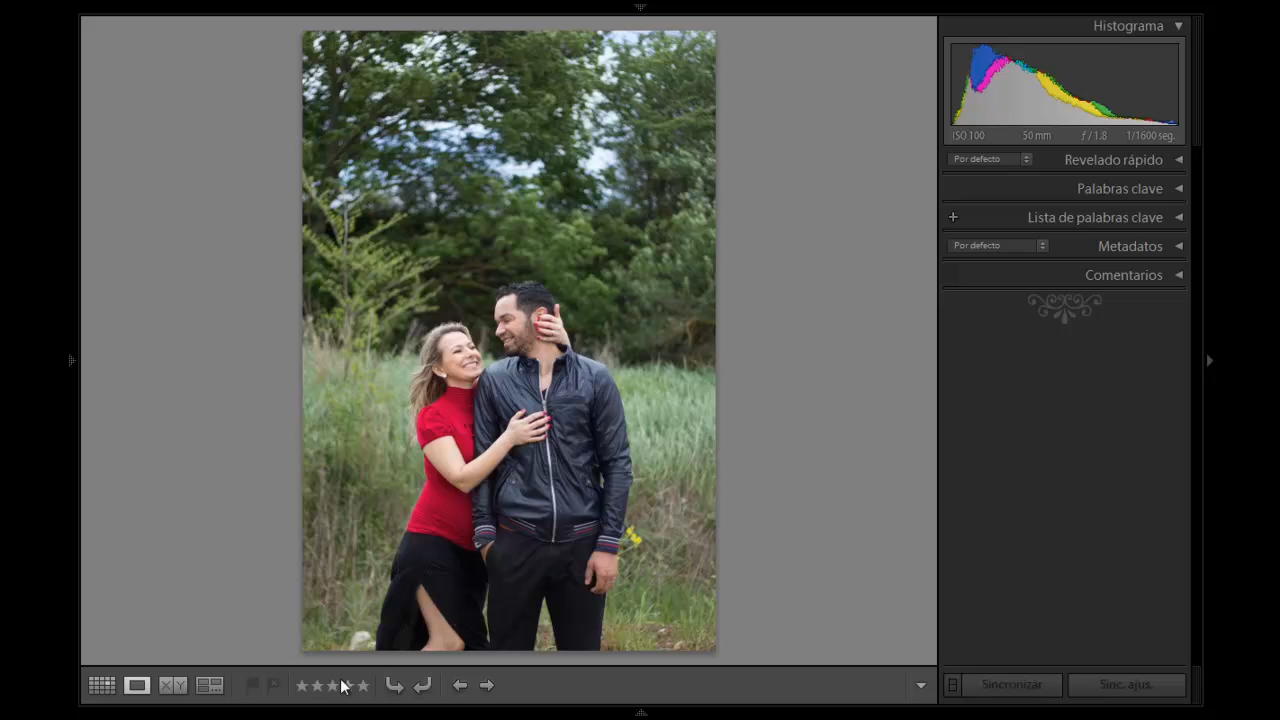 Histograma
ISO 100 50 mm ƒ / 1.8 1/1600 seg.
Por defecto Revelado rápido
Palabras clave
+ Lista de palabras clave
Por defecto Metadatos
Comentarios
XY
Sincronizar Sinc. ajus.